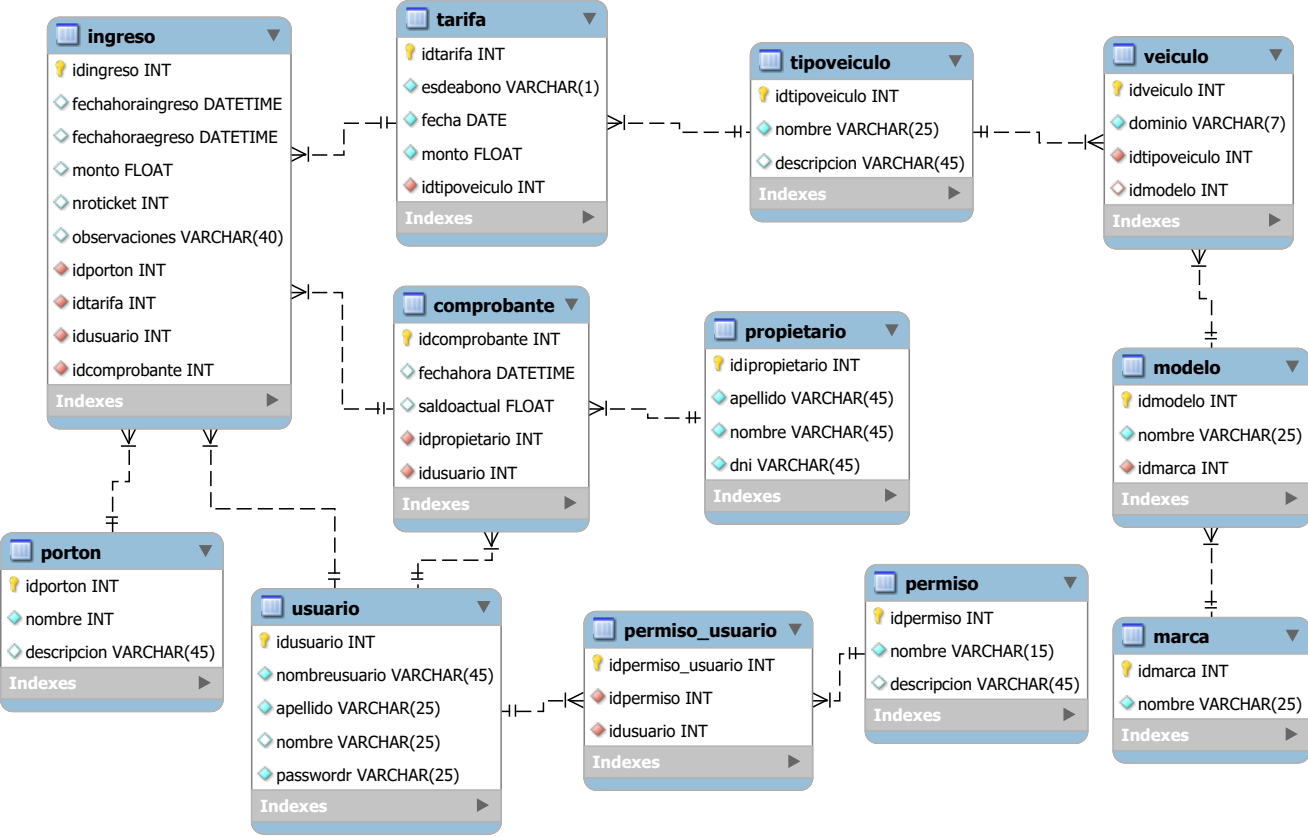 ingreso
idingreso INT
fechahoraingreso DATETIME
fechahoraegreso DATETIME
monto FLOAT
nroticket INT
observaciones VARCHAR(40)
idporton INT
idtarifa INT
idusuario INT
idcomprobante INT
Indexes
tarifa
idtarifa INT
esdeabono VARCHAR(1)
fecha DATE
monto FLOAT
idtipoveiculo INT
Indexes
tipoveiculo
idtipoveiculo INT
nombre VARCHAR(25)
descripcion VARCHAR(45)
Indexes
veiculo
idveiculo INT
dominio VARCHAR(7)
idtipoveiculo INT
idmodelo INT
Indexes
comprobante
idcomprobante INT
fechahora DATETIME
saldoactual FLOAT
idpropietario INT
idusuario INT
Indexes
propietario
idipropietario INT
apellido VARCHAR(45)
nombre VARCHAR(45)
dni VARCHAR(45)
Indexes
modelo
idmodelo INT
nombre VARCHAR(25)
idmarca INT
Indexes
porton
idporton INT
nombre INT
descripcion VARCHAR(45)
Indexes
usuario
idusuario INT
nombreusuario VARCHAR(45)
apellido VARCHAR(25)
nombre VARCHAR(25)
passwordr VARCHAR(25)
Indexes
permiso_usuario
idpermiso_usuario INT
idpermiso INT
idusuario INT
Indexes
permiso
idpermiso INT
nombre VARCHAR(15)
descripcion VARCHAR(45)
Indexes
marca
idmarca INT
nombre VARCHAR(25)
Indexes